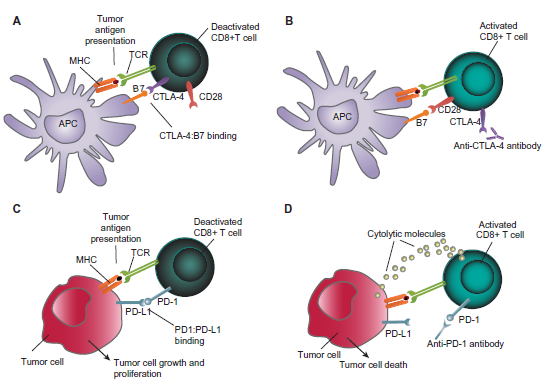 A
Tumor
antigen
presentation
Deactivated
CD8+T cell
TCR
MHC
B7
CTLA-4
CD28
APC
CTLA-4:B7 binding
B
Activated
CD8+ T cell
APC
CD28
B7
CTLA-4
Anti-CTLA-4 antibody
C
Tumor
antigen
presentation
Deactivated
CD8+ T cell
TCR
MHC
PD-1
PD-L1
PD1:PD-L1
binding
Tumor cell
Tumor cell growth and
proliferation
D
Activated
CD8+ T cell
Cytolytic molecules
PD-1
PD-L1
Anti-PD-1 antibody
Tumor cell
Tumor cell death